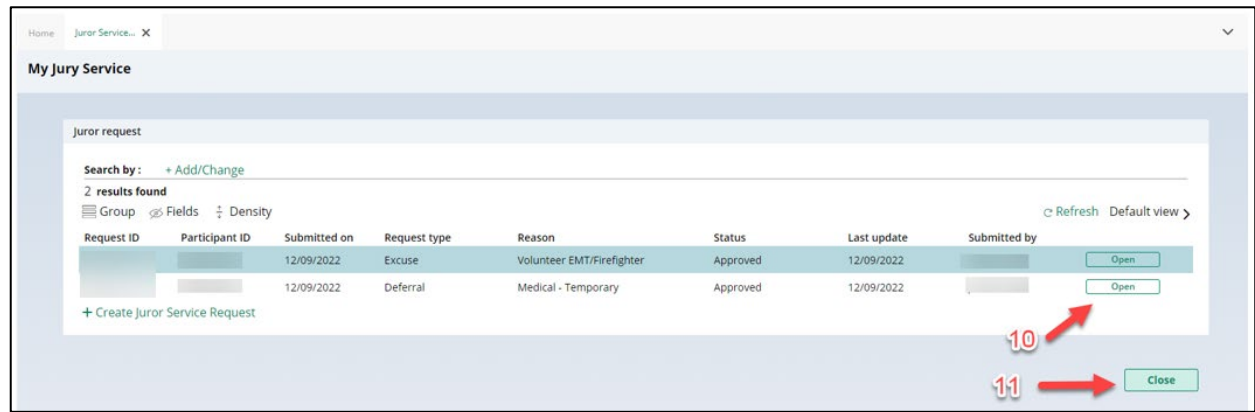 Home Juror Service... X
My Jury Service
Juror request
Search by : + Add/Change
2 results found
Group Fields Density Refresh Default view
Request ID Participant ID Submitted on Request type Reason Status Last update Submitted by
12/09/2022 Excuse Volunteer EMT/Firefighter Approved 12/09/2022 Open
12/09/2022 Deferral Medical - Temporary Approved 12/09/2022 Open
+ Create Juror Service Request
10
11 Close